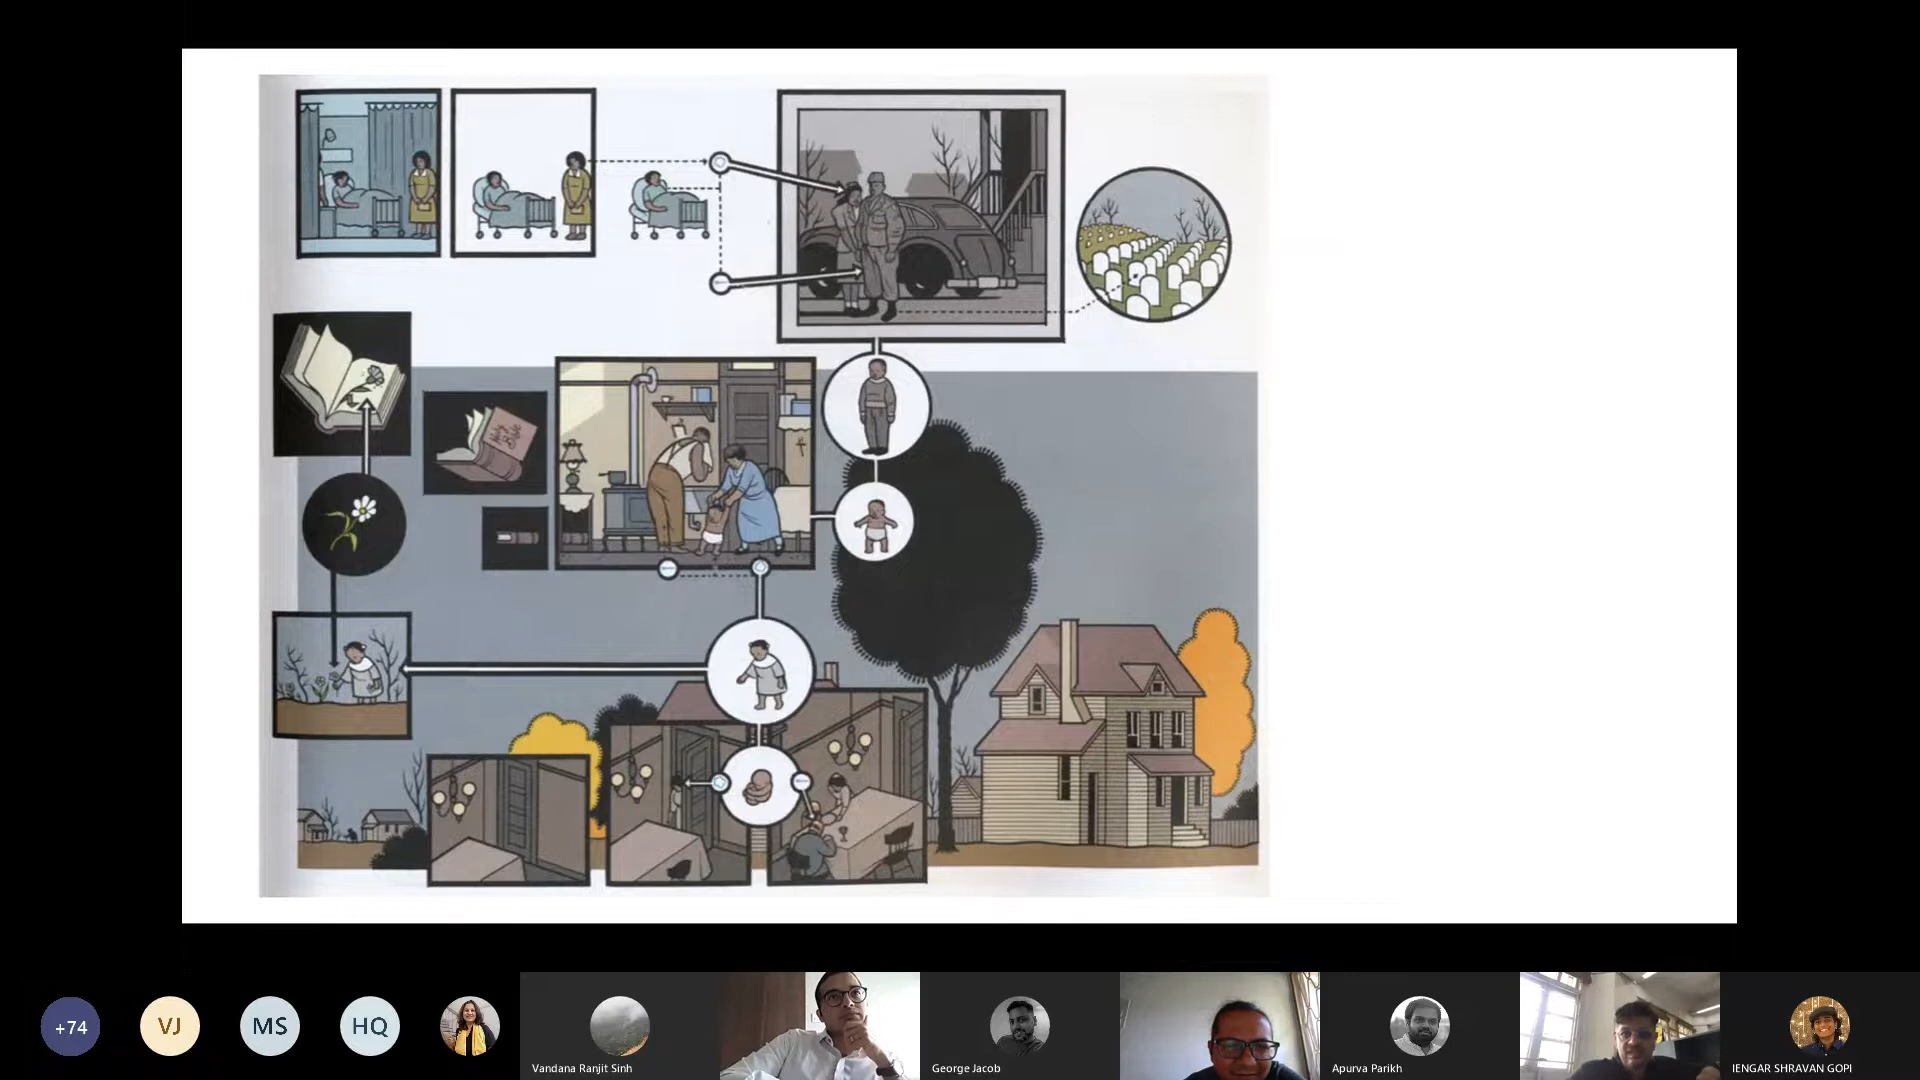 +74
VJ
MS
HQ
Vandana Ranjit Sinh
George Jacob
Apurva Parikh
IENGAR SHRAVAN GOPI